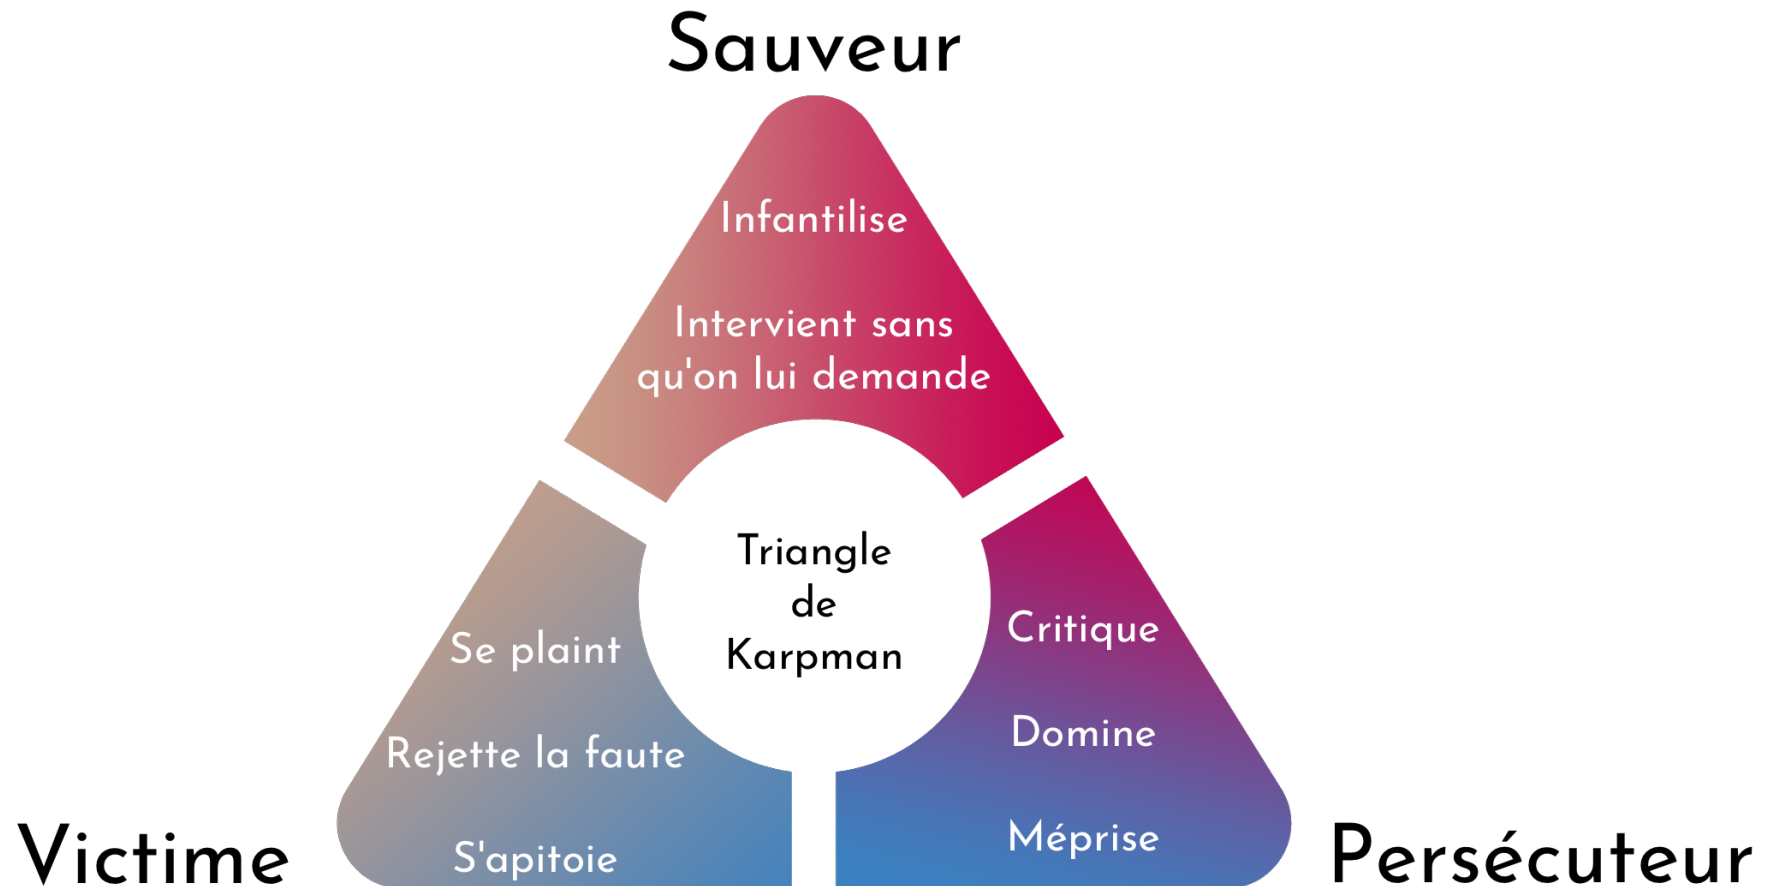 Sauveur
Infantilise
Intervient sans
qu'on lui demande
Triangle
de
Karpman
Se plaint
Rejette la faute
S'apitoie
Victime
Critique
Domine
Méprise
Persécuteur